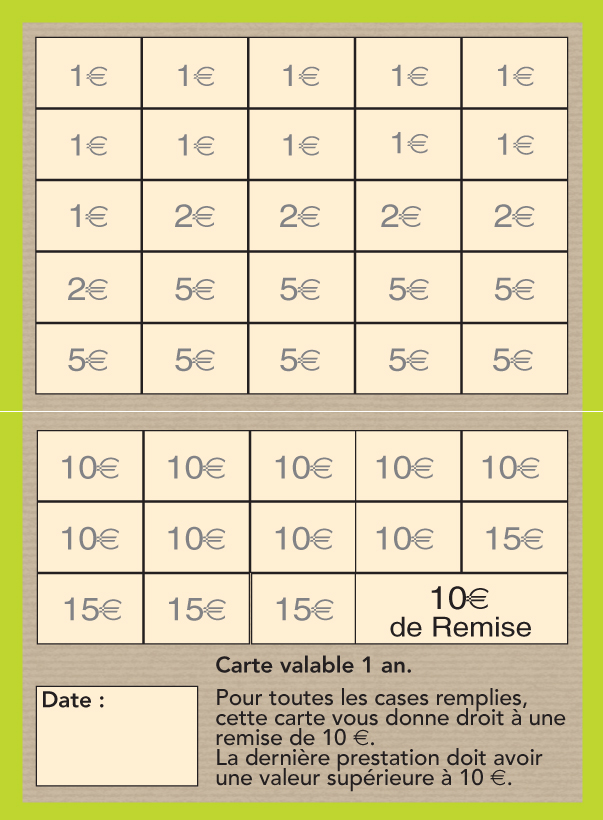 1€ 1€ 1€ 1€ 1€
1€ 1€ 1€ 1€ 1€
1€ 2€ 2€ 2€ 2€
2€ 5€ 5€ 5€ 5€
5€ 5€ 5€ 5€ 5€
10€ 10€ 10€ 10€ 10€
10€ 10€ 10€ 10€ 15€
15€ 15€ 15€ 10€
de Remise
Carte valable 1 an.
Date :
Pour toutes les cases remplies,
cette carte vous donne droit à une
remise de 10 €.
La dernière prestation doit avoir
une valeur supérieure à 10 €.